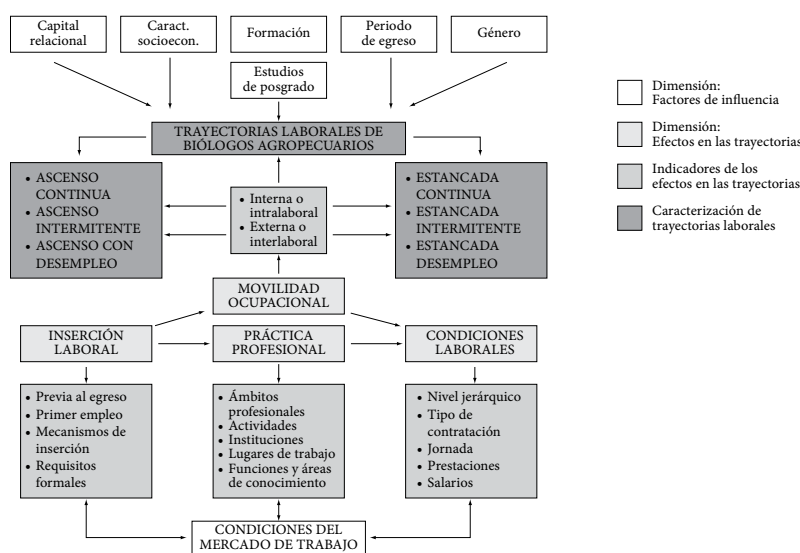 Capital
relacional
Caract.
socioecon.
Formación
Periodo
de egreso
Género
Estudios
de posgrado
TRAYECTORIAS LABORALES DE
BIÓLOGOS AGROPECUARIOS
• ASCENSO
CONTINUA
• ASCENSO
INTERMITENTE
• ASCENSO CON
DESEMPLEO
• Interna o
intralaboral
• Externa o
interlaboral
• ESTANCADA
CONTINUA
• ESTANCADA
INTERMITENTE
• ESTANCADA
DESEMPLEO
MOVILIDAD
OCUPACIONAL
INSERCIÓN
LABORAL
PRÁCTICA
PROFESIONAL
CONDICIONES
LABORALES
• Previa al egreso
• Primer empleo
• Mecanismos de
inserción
• Requisitos
formales
• Ámbitos
profesionales
• Actividades
• Instituciones
• Lugares de trabajo
• Funciones y áreas
de conocimiento
• Nivel jerárquico
• Tipo de
contratación
• Jornada
• Prestaciones
• Salarios
CONDICIONES DEL
MERCADO DE TRABAJO
Dimensión:
Factores de influencia
Dimensión:
Efectos en las trayectorias
Indicadores de los
efectos en las trayectorias
Caracterización de
trayectorias laborales